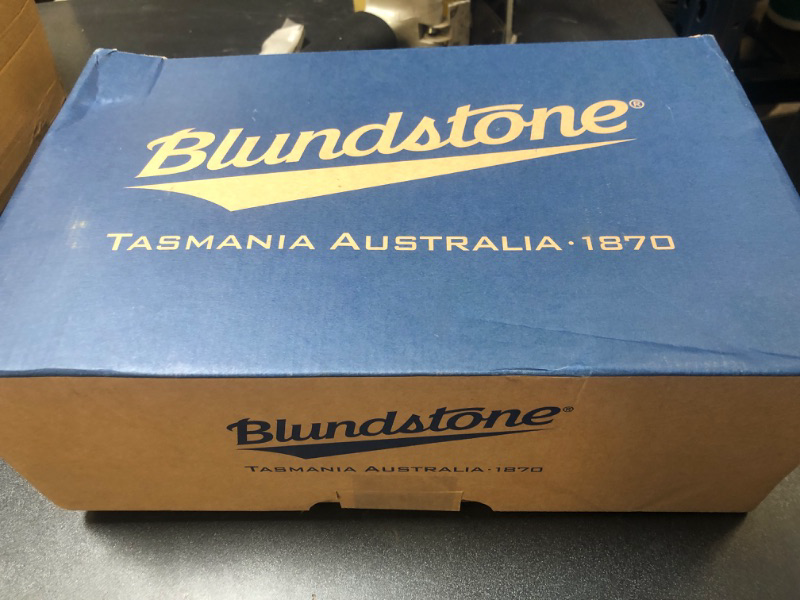 Blundstone®
TASMANIA AUSTRALIA · 1870
Blundstone®
TASMANIA AUSTRALIA · 1870